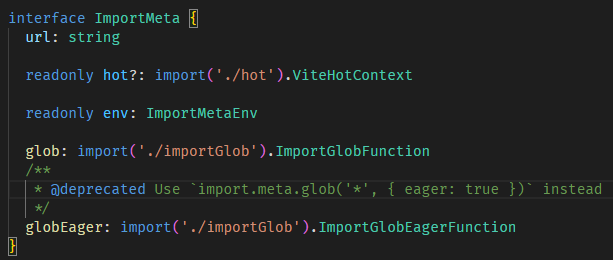 interface ImportMeta {
url: string
readonly hot?: import('./hot').ViteHotContext
readonly env: ImportMetaEnv
glob: import('./importGlob').ImportGlobFunction
/**
* @deprecated Use `import.meta.glob('*', { eager: true })` instead
*/
globEager: import('./importGlob').ImportGlobEagerFunction
}